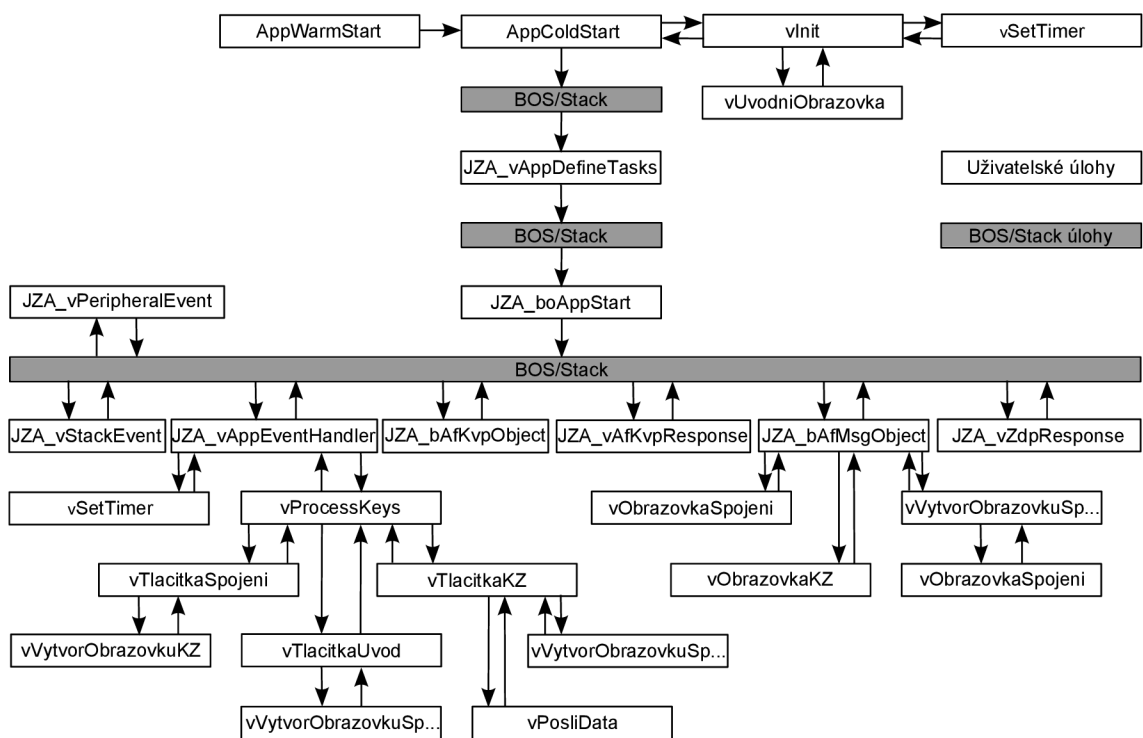 AppWarmStart
AppColdStart
vInit
vSetTimer
BOS/Stack
vUvodniObrazovka
JZA_vAppDefineTasks
Uživatelské úlohy
BOS/Stack
BOS/Stack úlohy
JZA_vPeripheralEvent
JZA_boAppStart
BOS/Stack
JZA_vStackEvent
JZA_vAppEventHandler
JZA_bAfKvpObject
JZA_vAfKvpResponse
JZA_bAfMsgObject
JZA_vZdpResponse
vSetTimer
vProcessKeys
vObrazovkaSpojeni
vVytvorObrazovkuSp...
vTlacitkaSpojeni
vTlacitkaKZ
vObrazovkaKZ
vObrazovkaSpojeni
vVytvorObrazovkuKZ
vTlacitkaUvod
vVytvorObrazovkuSp...
vVytvorObrazovkuSp...
vPosliData